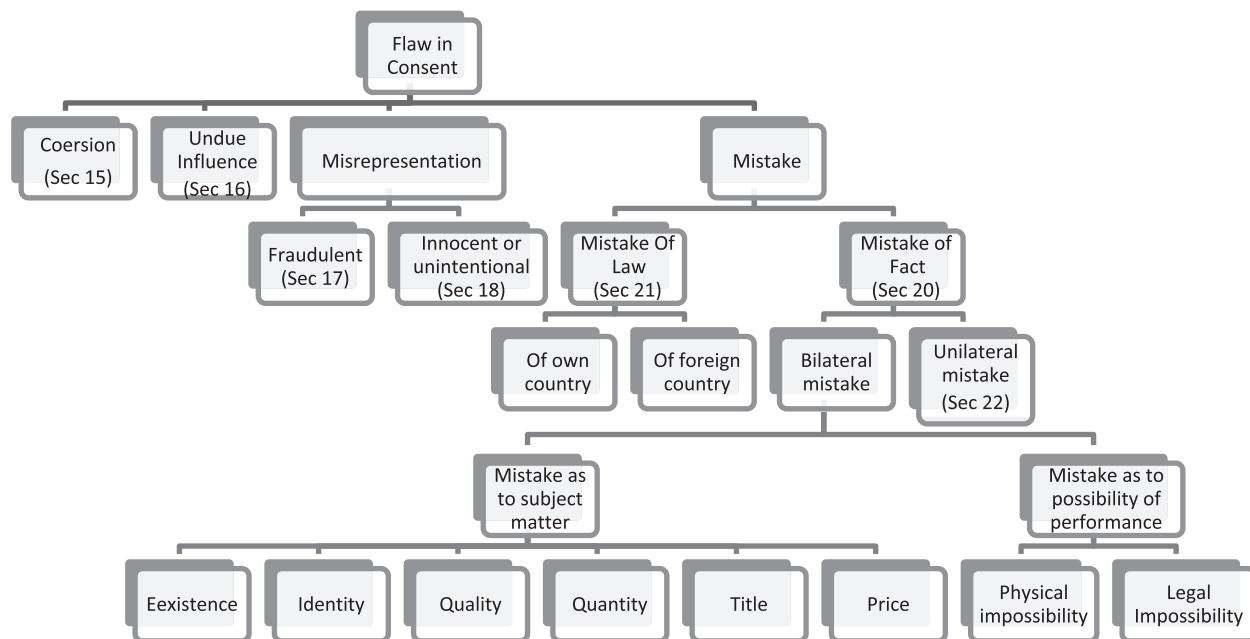 Flaw in
Consent
Coersion
(Sec 15)
Undue
Influence
(Sec 16)
Misrepresentation
Mistake
Fraudulent
(Sec 17)
Innocent or
unintentional
(Sec 18)
Mistake Of
Law
(Sec 21)
Mistake of
Fact
(Sec 20)
Of own
country
Of foreign
country
Bilateral
mistake
Unilateral
mistake
(Sec 22)
Mistake as
to subject
matter
Mistake as to
possibility of
performance
Eexistence
Identity
Quality
Quantity
Title
Price
Physical
impossibility
Legal
Impossibility